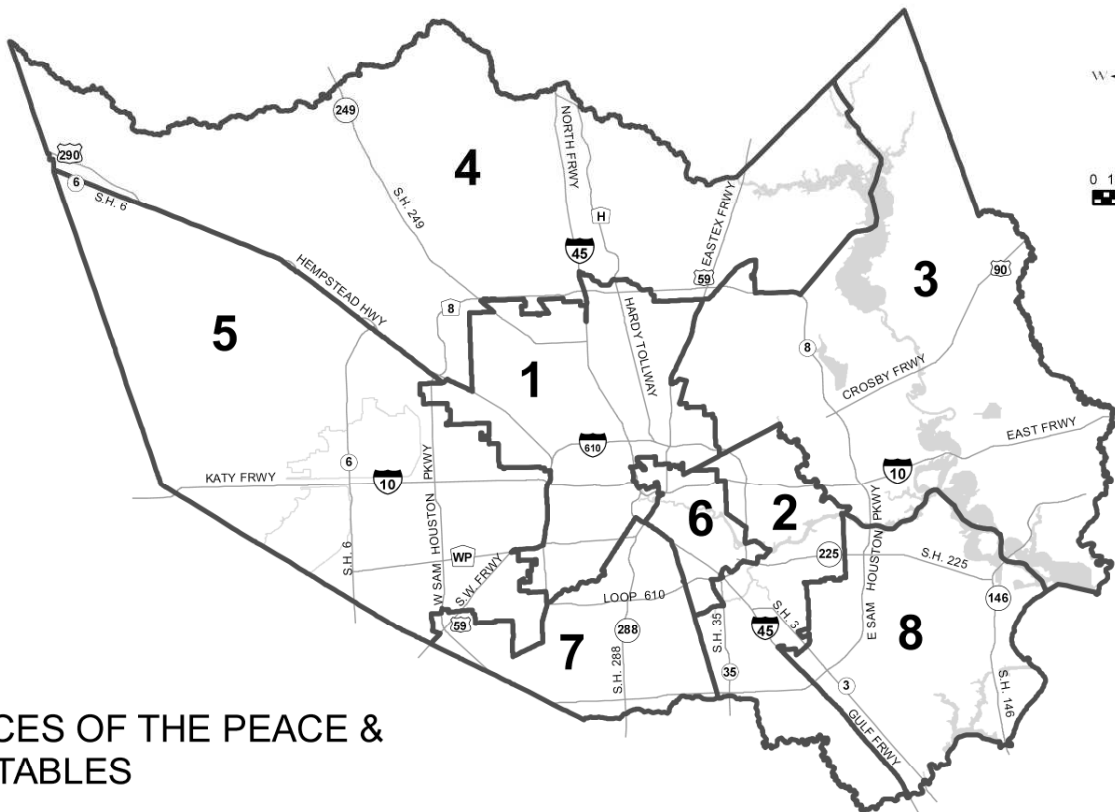 W
0 1
249
4
290
6
S.H. 6
NORTH FRWY
S.H. 249
H
EASTEX FRWY
45
59
3
90
HEMPSTEAD HWY
5
8
HARDY TOLLWAY
8
1
CROSBY FRWY
610
EAST FRWY
KATY FRWY
6
10
W SAM HOUSTON PKWY
10
6
2
E SAM HOUSTON PKWY
S.H. 6
WP
S.W. FRWY
225
S.H. 225
LOOP 610
S.H. 3
146
59
7
288
S.H. 288
S.H. 35
45
8
35
3
S.H. 146
GULF FRWY
CES OF THE PEACE &
TABLES